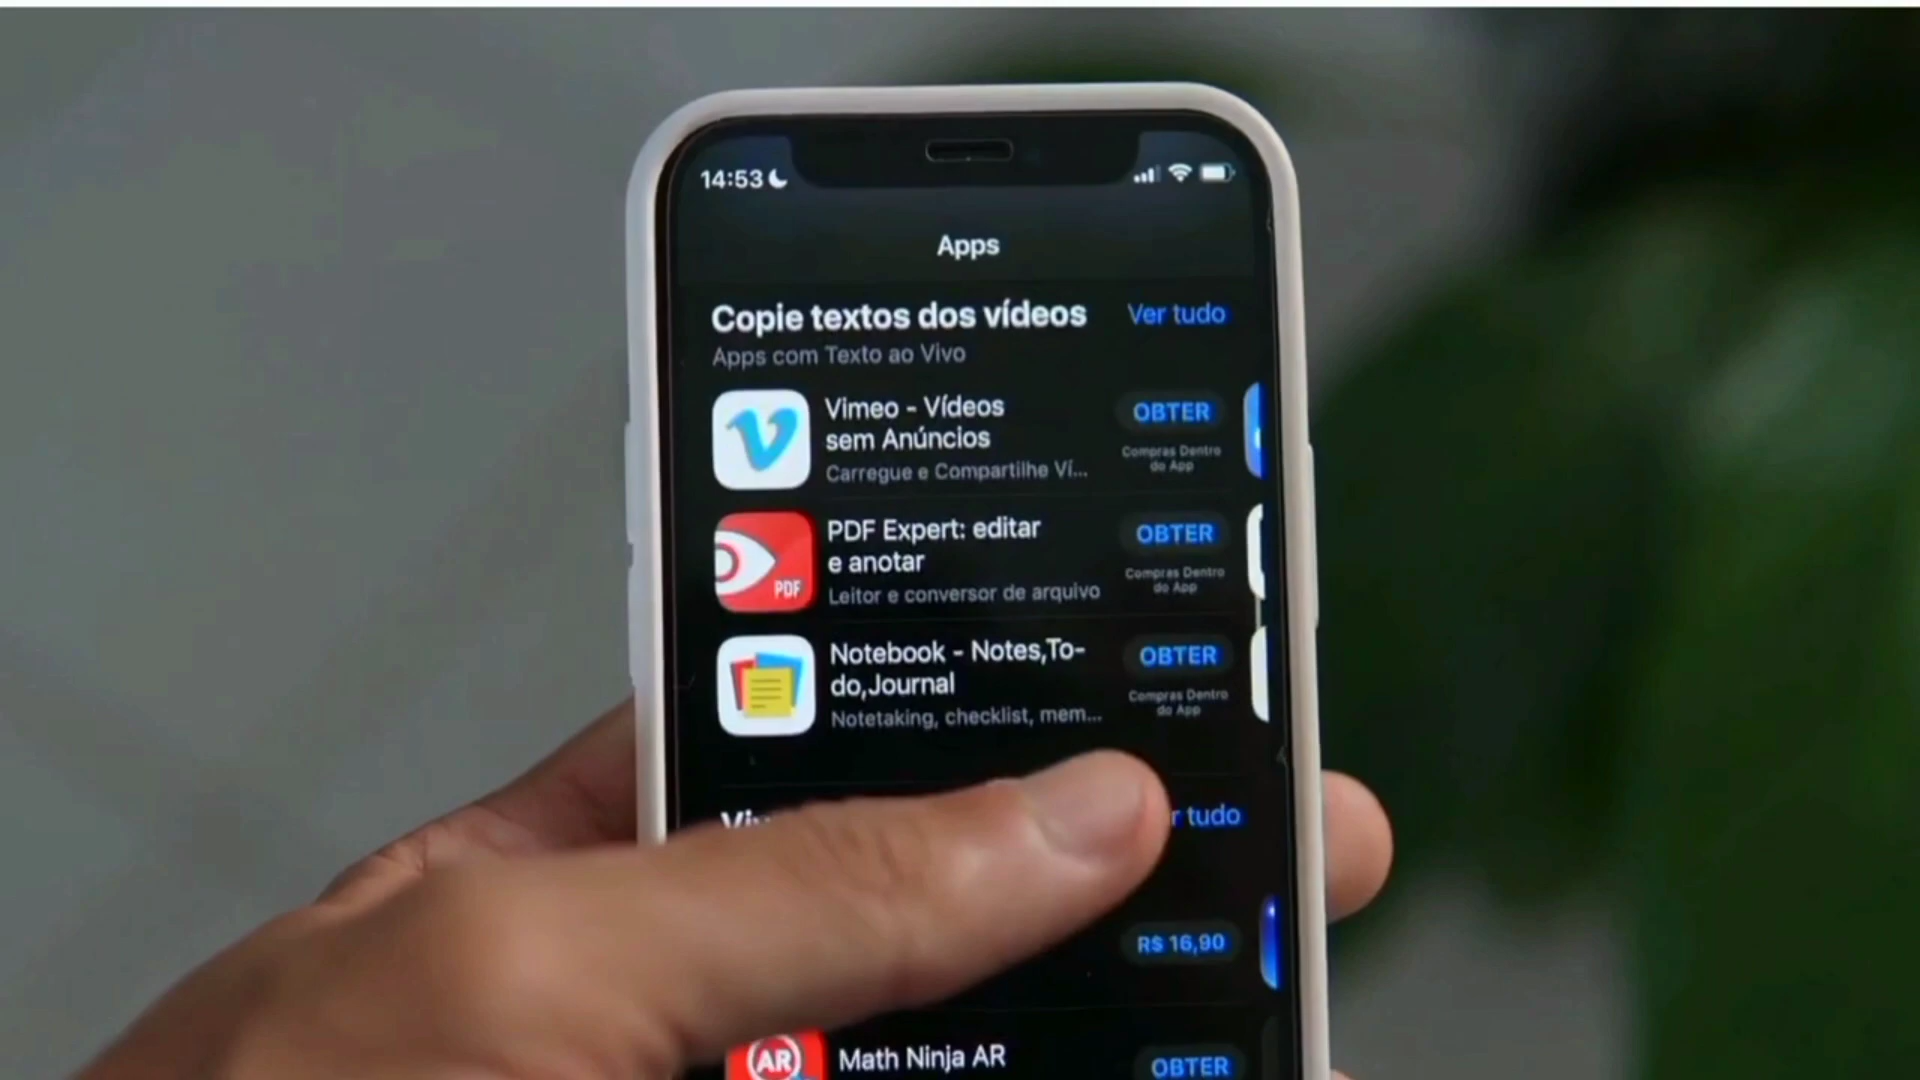 14:53
Apps
Copie textos dos vídeos
Ver tudo
Apps com Texto ao Vivo
Vimeo - Vídeos
sem Anúncios
Carregue e Compartilhe Ví...
OBTER
Compras Dentro
do App
PDF
PDF Expert: editar
e anotar
Leitor e conversor de arquivo
OBTER
Compras Dentro
do App
Notebook - Notes,To-
do,Journal
Notetaking, checklist, mem...
OBTER
Compras Dentro
do App
tudo
R$ 16,90
AR
Math Ninja AR
OBTER